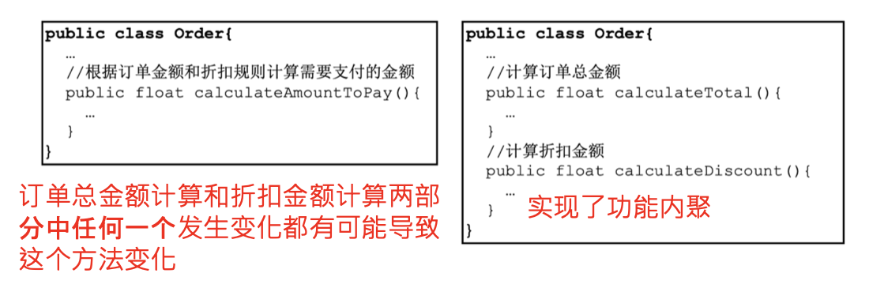 public class Order{
…
//根据订单金额和折扣规则计算需要支付的金额
public float calculateAmountToPay(){
…
}
}
订单总金额计算和折扣金额计算两部
分中任何一个发生变化都有可能导致
这个方法变化
public class Order{
…
//计算订单总金额
public float calculateTotal(){
…
}
//计算折扣金额
public float calculateDiscount(){
…
} 实现了功能内聚
}